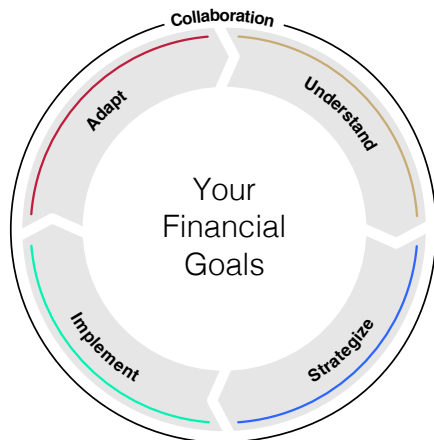 Collaboration
Adapt
Understand
Your
Financial
Goals
Implement
Strategize